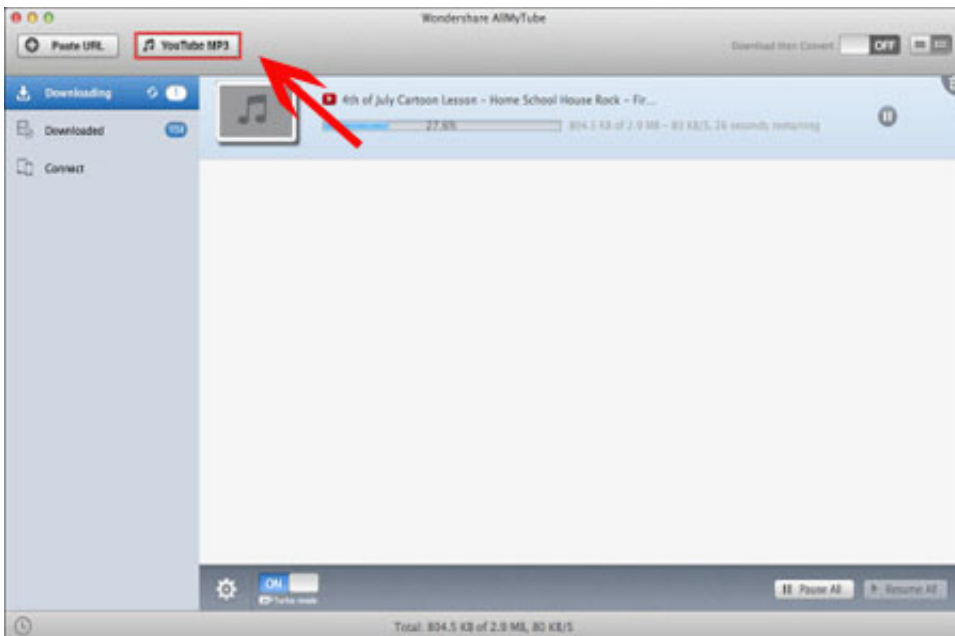 Wondershare AllMyTube
Paste URL
YouTube MP3
Download then Convert
OFF
Downloading
1
4th of July Cartoon Lesson - Home School House Rock - Fir...
27.6%
804.5 KB of 2.9 MB - 80 KB/S, 26 seconds remaining
Downloaded
Connect
ON
Turbo mode
Pause All
Resume All
Total: 804.5 KB of 2.9 MB, 80 KB/S